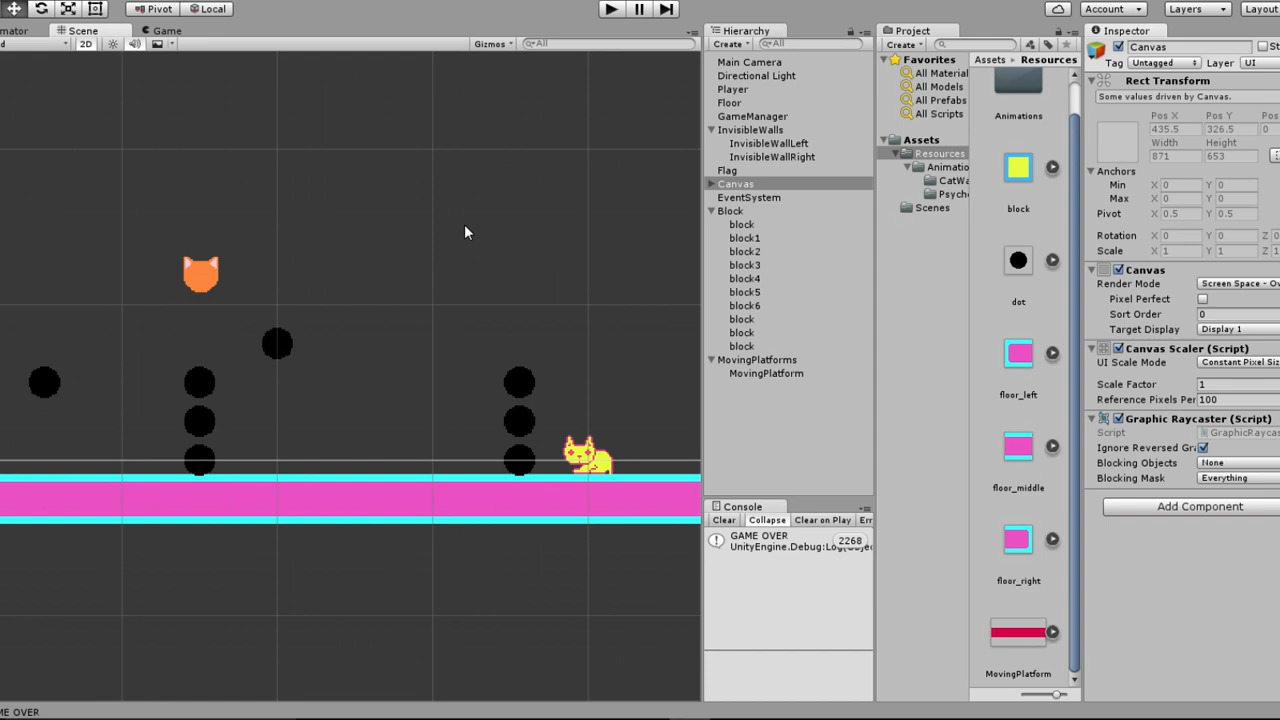 Pivot
Local
Account
Layers
Layout
Scene
Game
2D
Gizmos
All
Hierarchy
Create
All
Main Camera
Directional Light
Player
Floor
GameManager
InvisibleWalls
InvisibleWallLeft
InvisibleWallRight
Flag
Canvas
EventSystem
Block
block
block1
block2
block3
block4
block5
block6
block
block
block
MovingPlatforms
MovingPlatform
Console
Clear
Collapse
Clear on Play
Err
GAME OVER
UnityEngine.Debug:Log(Objec
2268
Project
Create
Favorites
All Material
All Models
All Prefabs
All Scripts
Assets
Resources
Animatio
CatWa
Psych
Scenes
Assets
Resources
Animations
block
dot
floor_left
floor_middle
floor_right
MovingPlatform
Inspector
Canvas
St
Tag Untagged Layer UI
Rect Transform
Some values driven by Canvas.
Pos X Pos Y Pos
435.5 326.5 0
Width Height
871 653
Anchors
Min X 0 Y 0
Max X 0 Y 0
Pivot X 0.5 Y 0.5
Rotation X 0 Y 0 Z 0
Scale X 1 Y 1 Z 1
Canvas
Render Mode Screen Space - Ov
Pixel Perfect
Sort Order 0
Target Display Display 1
Canvas Scaler (Script)
UI Scale Mode Constant Pixel Siz
Scale Factor 1
Reference Pixels Per 100
Graphic Raycaster (Script)
Script GraphicRaycas
Ignore Reversed Gra
Blocking Objects None
Blocking Mask Everything
Add Component
ME OVER